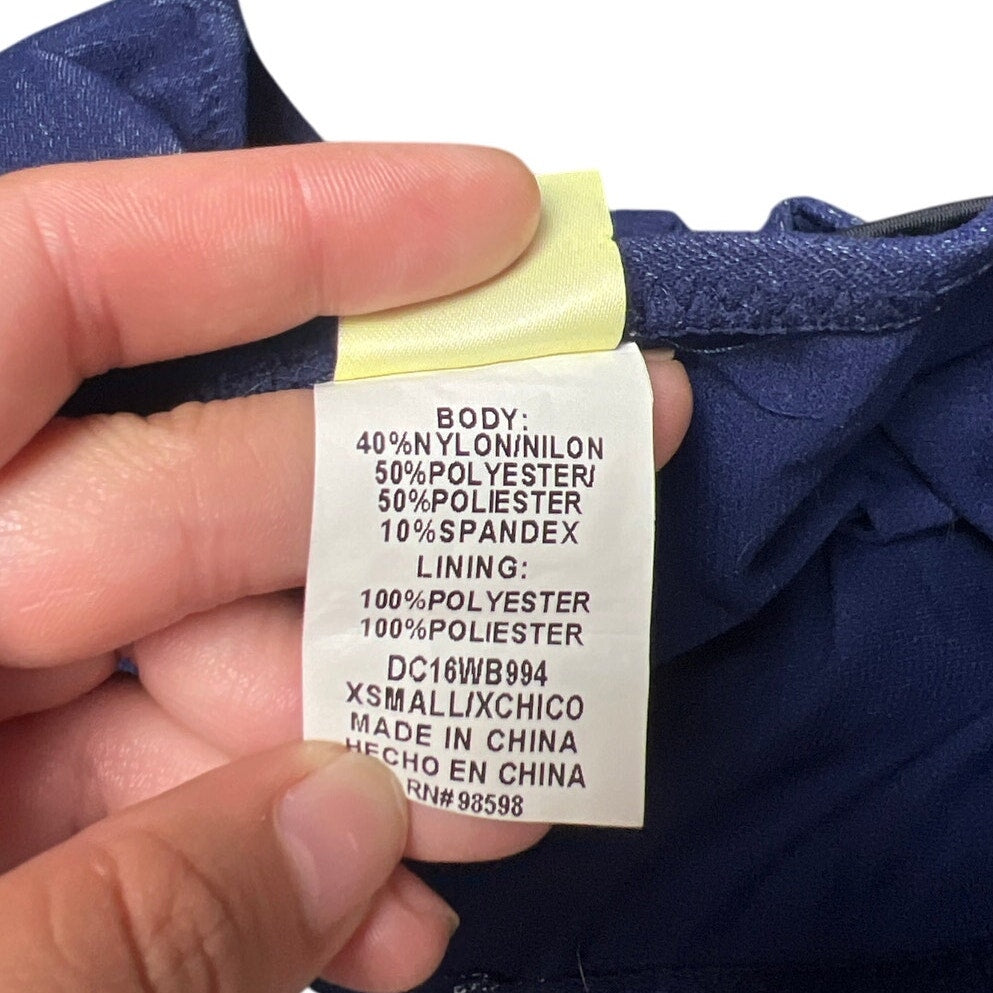 BODY:
40%NYLON/NILON
50%POLYESTER/
50%POLIESTER
10%SPANDEX
LINING:
100%POLYESTER
100%POLIESTER
DC16WB994
XSMALL/XCHICO
MADE IN CHINA
HECHO EN CHINA
RN# 98598